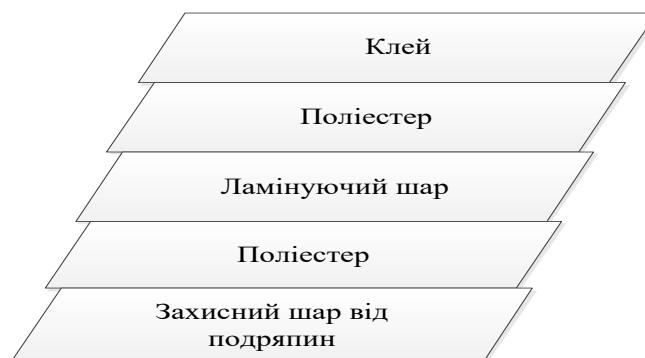 Клей
Поліестер
Ламінуючий шар
Поліестер
Захисний шар від
подряпин